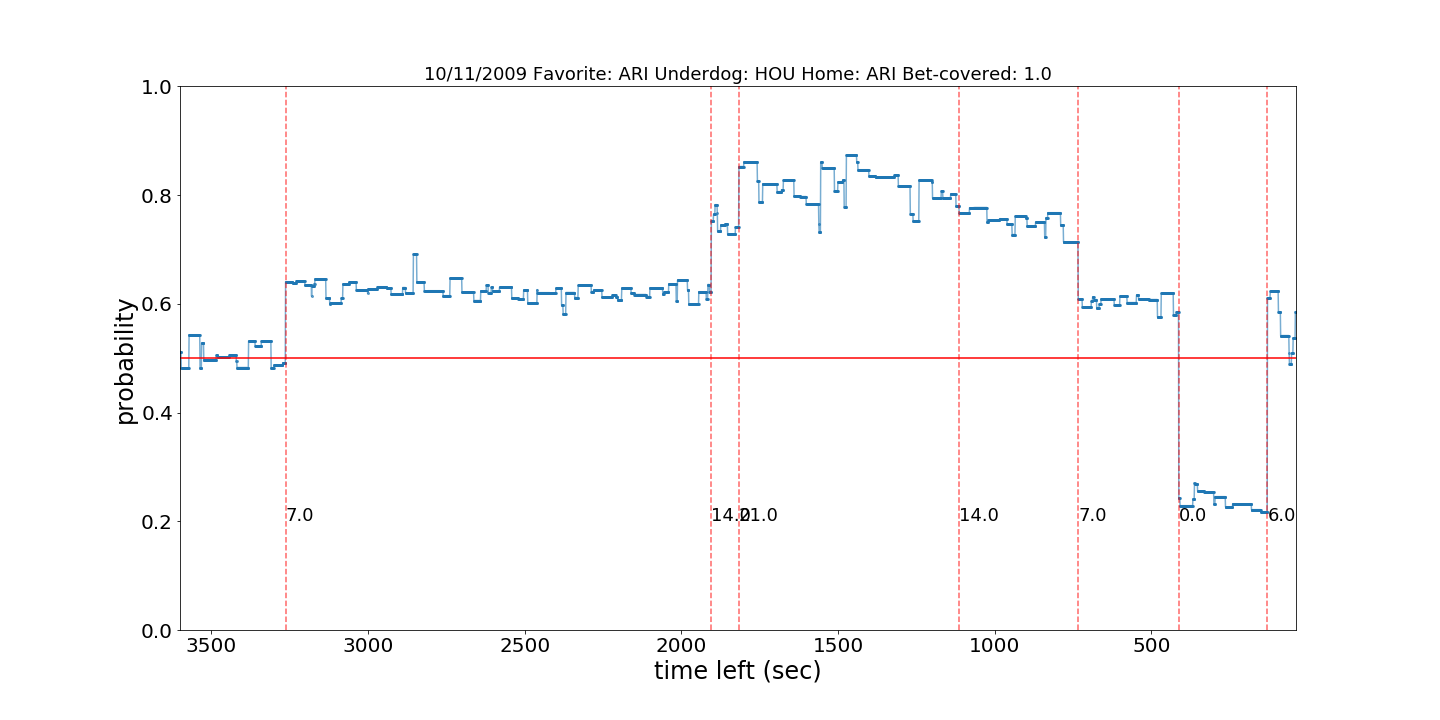 10/11/2009 Favorite: ARI Underdog: HOU Home: ARI Bet-covered: 1.0
1.0
0.8
0.6
0.4
0.2
0.0
probability
7.0 14.0 21.0 14.0 7.0 0.0 6.0
3500 3000 2500 2000 1500 1000 500
time left (sec)